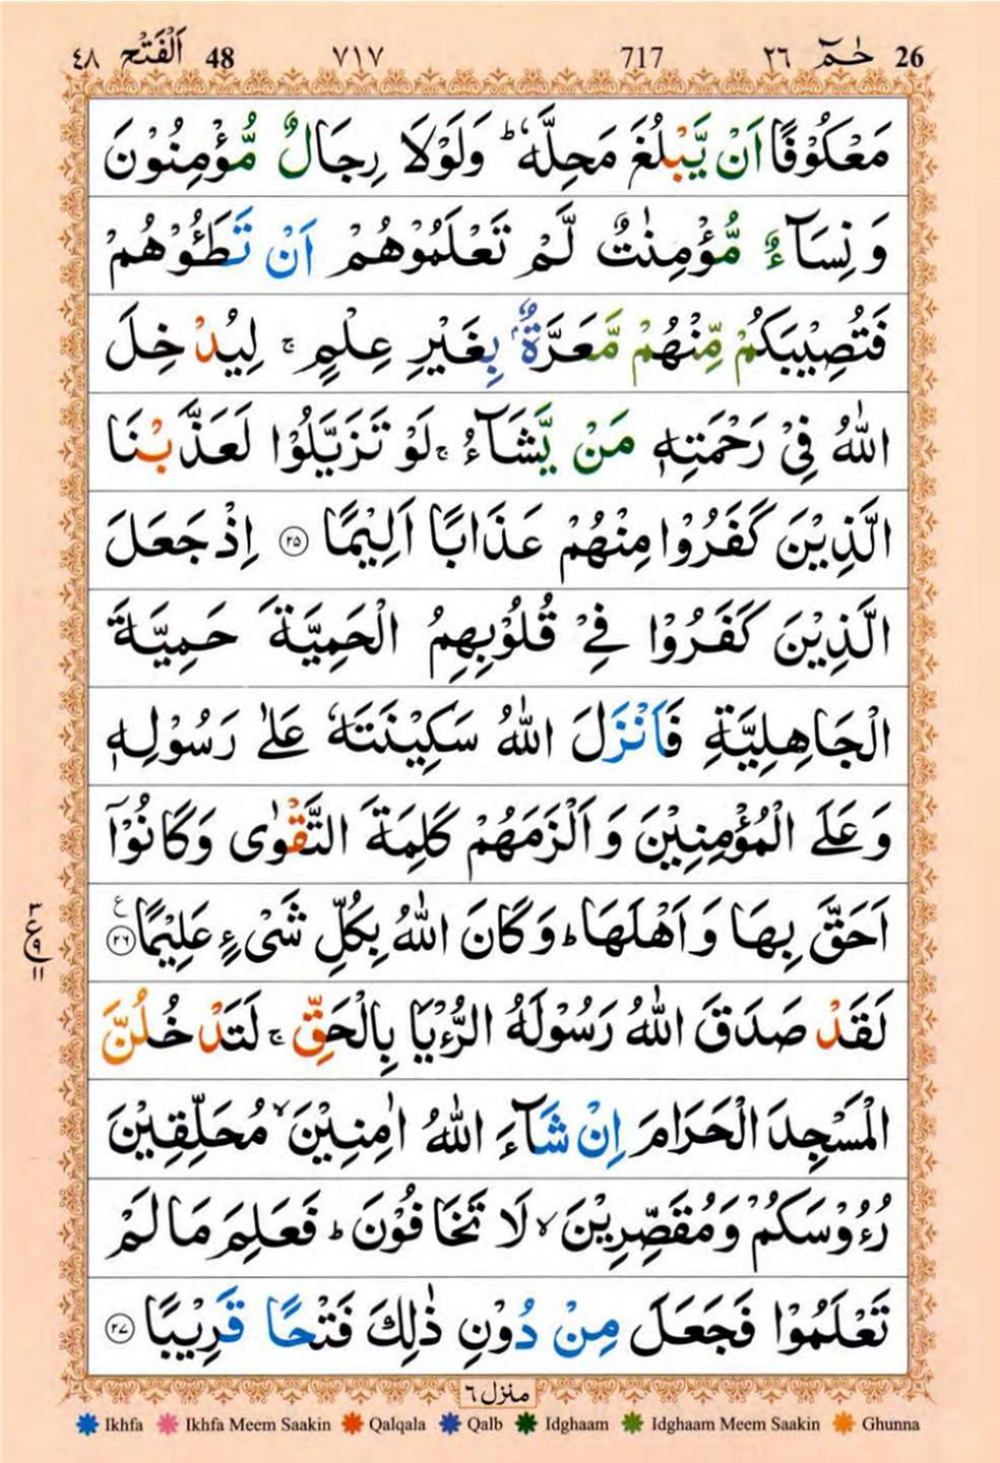 ٤٨ اَلْفَتْح 48 ٧١٧ 717 حٰـمٓ ٢٦ 26
مَعْكُوْفًا اَنْ يَّبْلُغَ مَحِلَّهٗ ؕ وَلَوْلَا رِجَالٌ مُّؤْمِنُوْنَ
وَ نِسَآءٌ مُّؤْمِنٰتٌ لَّمْ تَعْلَمُوْهُمْ اَنْ تَطَـُٔوْهُمْ
فَتُصِيْبَكُمْ مِّنْهُمْ مَّعَرَّةٌۢ بِغَيْرِ عِلْمٍ ۚ لِيُدْخِلَ
اللّٰهُ فِيْ رَحْمَتِهٖ مَنْ يَّشَآءُ ۚ لَوْ تَزَيَّلُوْا لَعَذَّبْنَا
الَّذِيْنَ كَفَرُوْا مِنْهُمْ عَذَابًا اَلِيْمًا ۝٢٥ اِذْ جَعَلَ
الَّذِيْنَ كَفَرُوْا فِيْ قُلُوْبِهِمُ الْحَمِيَّةَ حَمِيَّةَ
الْجَاهِلِيَّةِ فَاَنْزَلَ اللّٰهُ سَكِيْنَتَهٗ عَلٰى رَسُوْلِهٖ
وَ عَلَى الْمُؤْمِنِيْنَ وَ اَلْزَمَهُمْ كَلِمَةَ التَّقْوٰى وَ كَانُوْۤا
اَحَقَّ بِهَا وَ اَهْلَهَا ؕ وَ كَانَ اللّٰهُ بِكُلِّ شَيْءٍ عَلِيْمًا ۝٢٦ ع
٣ ع ٩ ١١
لَقَدْ صَدَقَ اللّٰهُ رَسُوْلَهُ الرُّءْيَا بِالْحَقِّ ۚ لَتَدْخُلُنَّ
الْمَسْجِدَ الْحَرَامَ اِنْ شَآءَ اللّٰهُ اٰمِنِيْنَ ۙ مُحَلِّقِيْنَ
رُءُوْسَكُمْ وَ مُقَصِّرِيْنَ ۙ لَا تَخَافُوْنَ ؕ فَعَلِمَ مَا لَمْ
تَعْلَمُوْا فَجَعَلَ مِنْ دُوْنِ ذٰلِكَ فَتْحًا قَرِيْبًا ۝٢٧
منزل ٦
Ikhfa Ikhfa Meem Saakin Qalqala Qalb Idghaam Idghaam Meem Saakin Ghunna